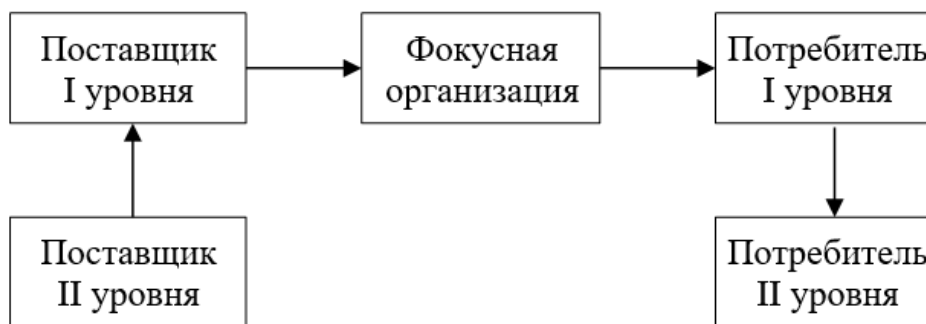 Поставщик
I уровня
Фокусная
организация
Потребитель
I уровня
Поставщик
II уровня
Потребитель
II уровня